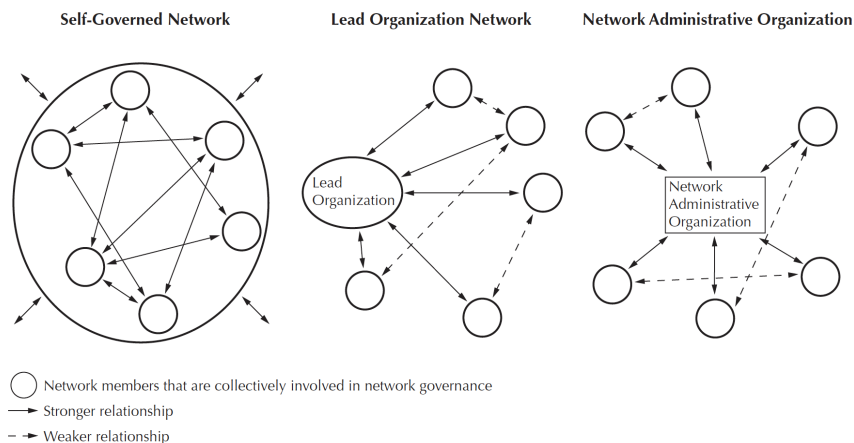 Self-Governed Network
Lead Organization Network
Network Administrative Organization
Lead
Organization
Network
Administrative
Organization
Network members that are collectively involved in network governance
Stronger relationship
Weaker relationship